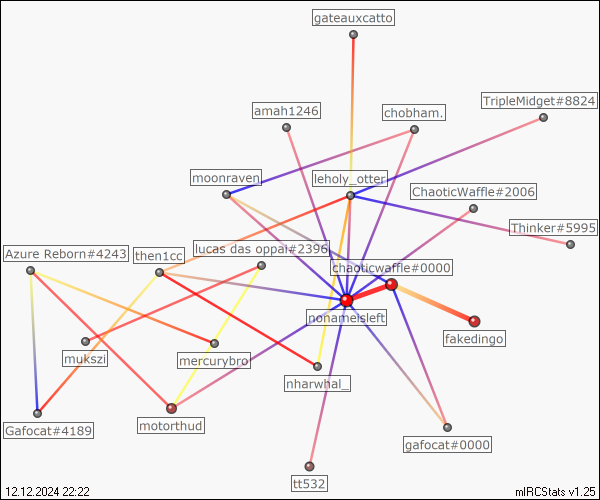 gateauxcatto
TripleMidget#8824
amah1246
chobham.
moonraven
leholy_otter
ChaoticWaffle#2006
Thinker#5995
Azure Reborn#4243
then1cc
lucas das oppai#2396
chaoticwaffle#0000
nonameisleft
fakedingo
mukszi
mercurybro
nharwhal_
Gafocat#4189
motorthud
gafocat#0000
tt532
12.12.2024 22:22
mIRCStats v1.25